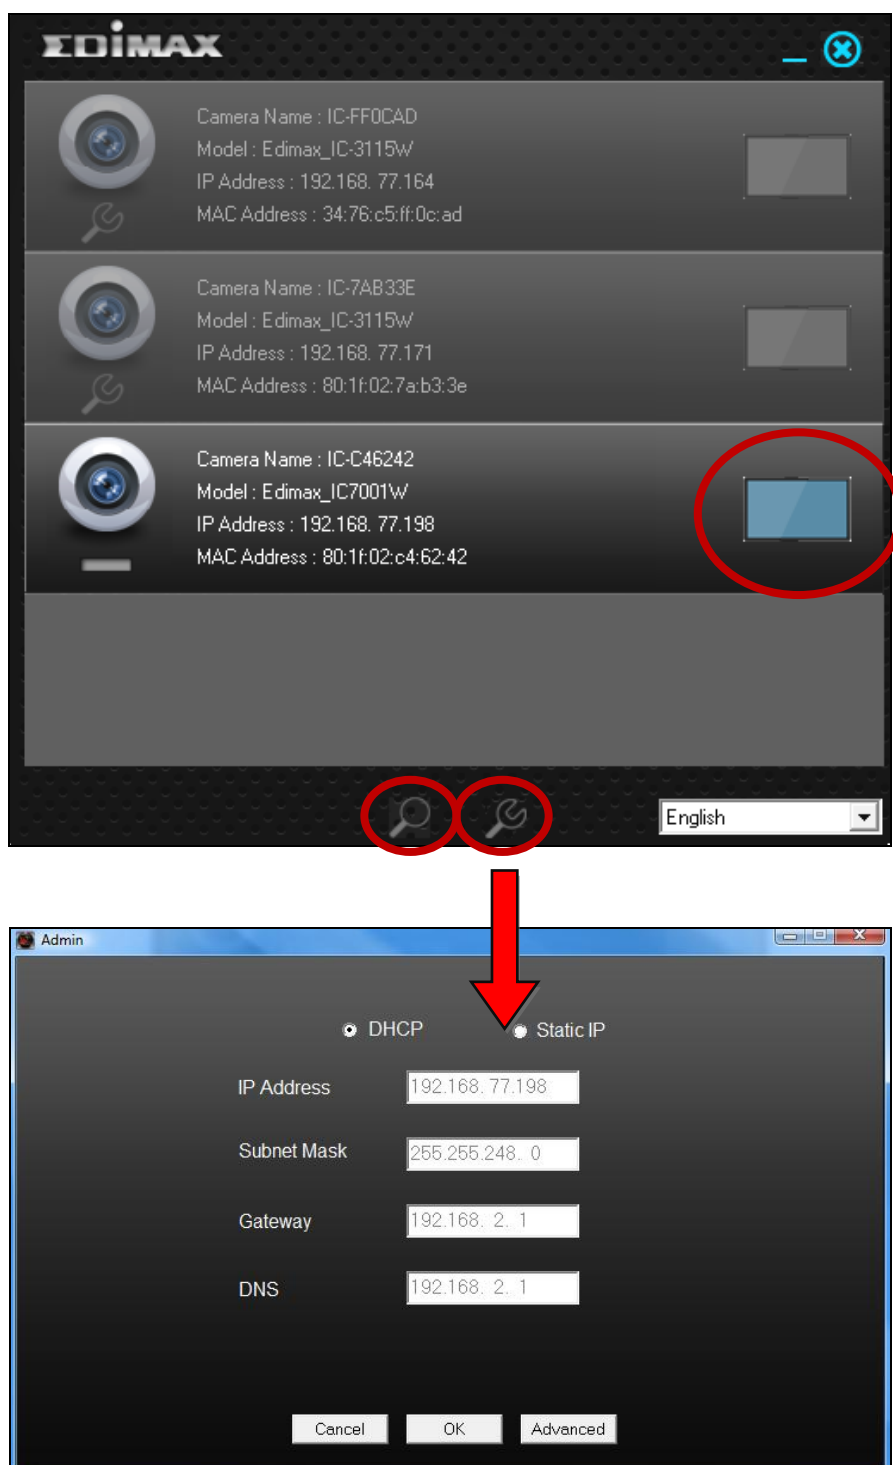 EDIMAX
Camera Name : IC-FF0CAD
Model : Edimax_IC-3115W
IP Address : 192.168. 77.164
MAC Address : 34:76:c5:ff:0c:ad
Camera Name : IC-7AB33E
Model : Edimax_IC-3115W
IP Address : 192.168. 77.171
MAC Address : 80:1f:02:7a:b3:3e
Camera Name : IC-C46242
Model : Edimax_IC7001W
IP Address : 192.168. 77.198
MAC Address : 80:1f:02:c4:62:42
English
Admin
DHCP Static IP
IP Address 192.168. 77.198
Subnet Mask 255.255.248. 0
Gateway 192.168. 2. 1
DNS 192.168. 2. 1
Cancel OK Advanced